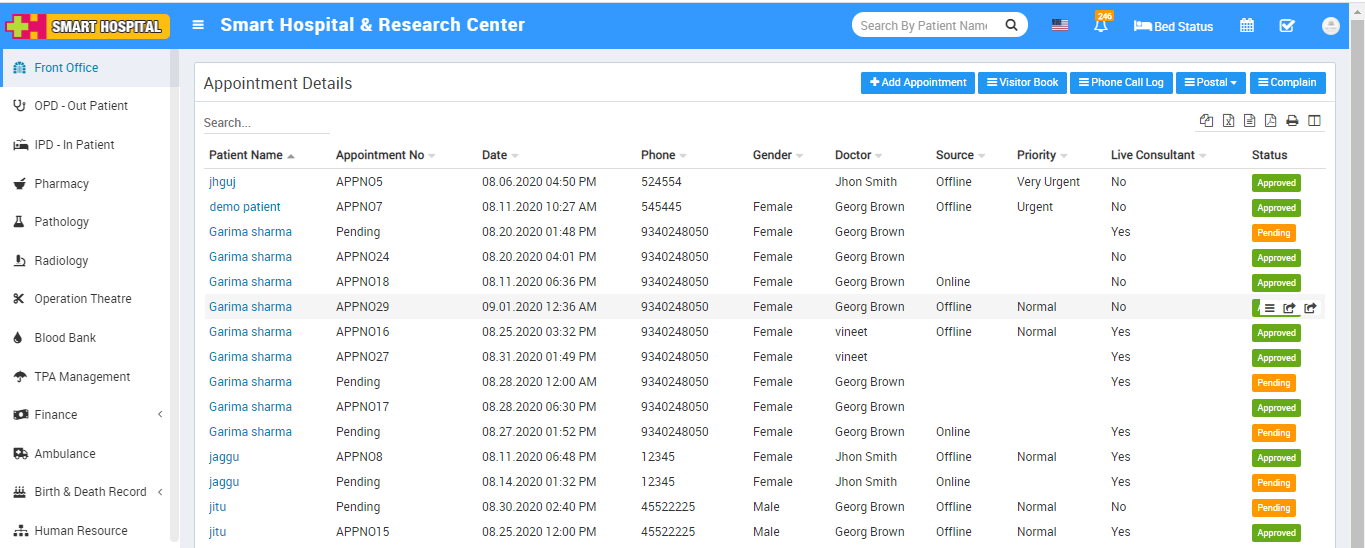 SMART HOSPITAL
Smart Hospital & Research Center
Search By Patient Name
246
Bed Status
Front Office
OPD - Out Patient
IPD - In Patient
Pharmacy
Pathology
Radiology
Operation Theatre
Blood Bank
TPA Management
Finance
Ambulance
Birth & Death Record
Human Resource
Appointment Details
Add Appointment Visitor Book Phone Call Log Postal Complain
Search...
Patient Name Appointment No Date Phone Gender Doctor Source Priority Live Consultant Status
jhguj APPNO5 08.06.2020 04:50 PM 524554 Jhon Smith Offline Very Urgent No Approved
demo patient APPNO7 08.11.2020 10:27 AM 545445 Female Georg Brown Offline Urgent No Approved
Garima sharma Pending 08.20.2020 01:48 PM 9340248050 Female Georg Brown Yes Pending
Garima sharma APPNO24 08.20.2020 04:01 PM 9340248050 Female Georg Brown No Approved
Garima sharma APPNO18 08.11.2020 06:36 PM 9340248050 Female Georg Brown Online No Approved
Garima sharma APPNO29 09.01.2020 12:36 AM 9340248050 Female Georg Brown Offline Normal No
Garima sharma APPNO16 08.25.2020 03:32 PM 9340248050 Female vineet Offline Normal Yes Approved
Garima sharma APPNO27 08.31.2020 01:49 PM 9340248050 Female vineet Yes Approved
Garima sharma Pending 08.28.2020 12:00 AM 9340248050 Female Georg Brown Yes Pending
Garima sharma APPNO17 08.28.2020 06:30 PM 9340248050 Female Georg Brown Approved
Garima sharma Pending 08.27.2020 01:52 PM 9340248050 Female Georg Brown Online Yes Pending
jaggu APPNO8 08.11.2020 06:48 PM 12345 Female Jhon Smith Offline Normal Yes Approved
jaggu Pending 08.14.2020 01:32 PM 12345 Female Jhon Smith Online Yes Pending
jitu Pending 08.30.2020 02:40 PM 45522225 Male Georg Brown Offline Normal No Pending
jitu APPNO15 08.25.2020 12:00 PM 45522225 Male Georg Brown Offline Normal Yes Approved